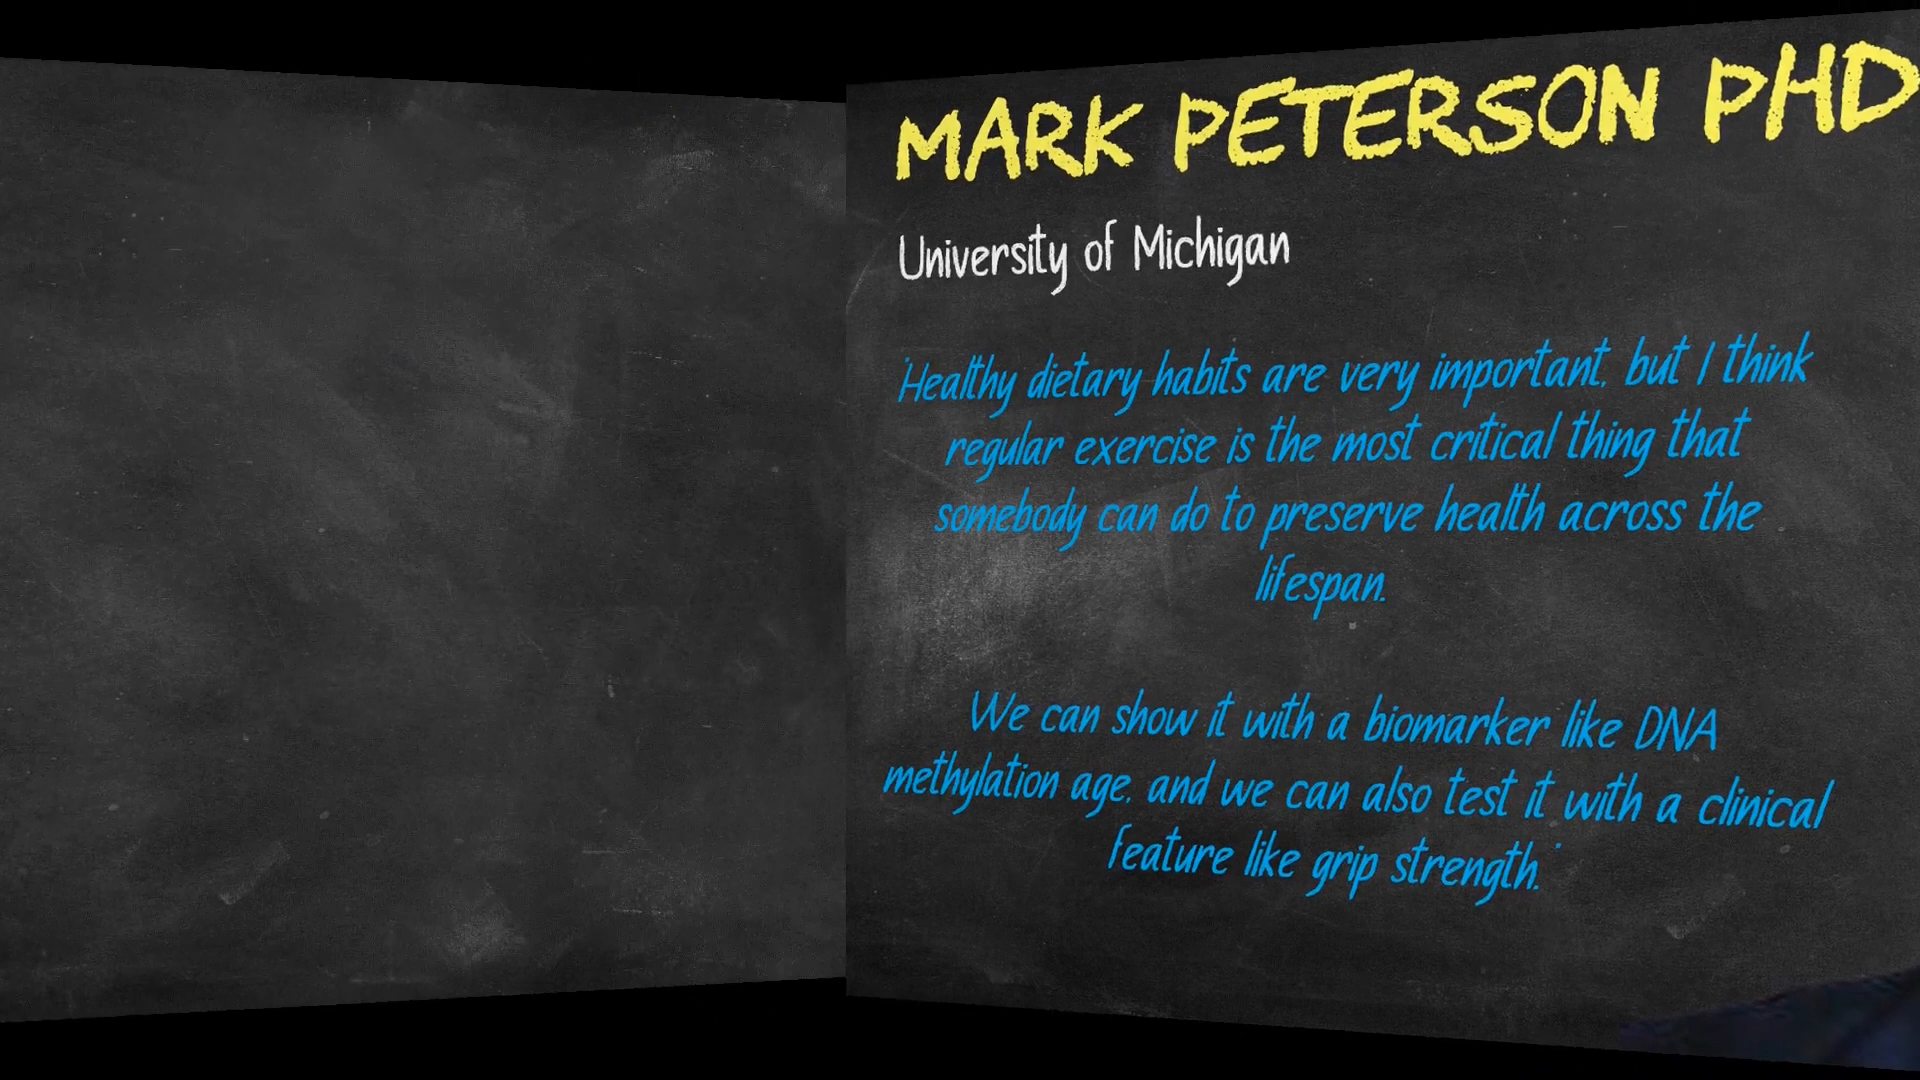 MARK PETERSON PHD
University of Michigan
"Healthy dietary habits are very important, but I think
regular exercise is the most critical thing that
somebody can do to preserve health across the
lifespan.
We can show it with a biomarker like DNA
methylation age, and we can also test it with a clinical
feature like grip strength."